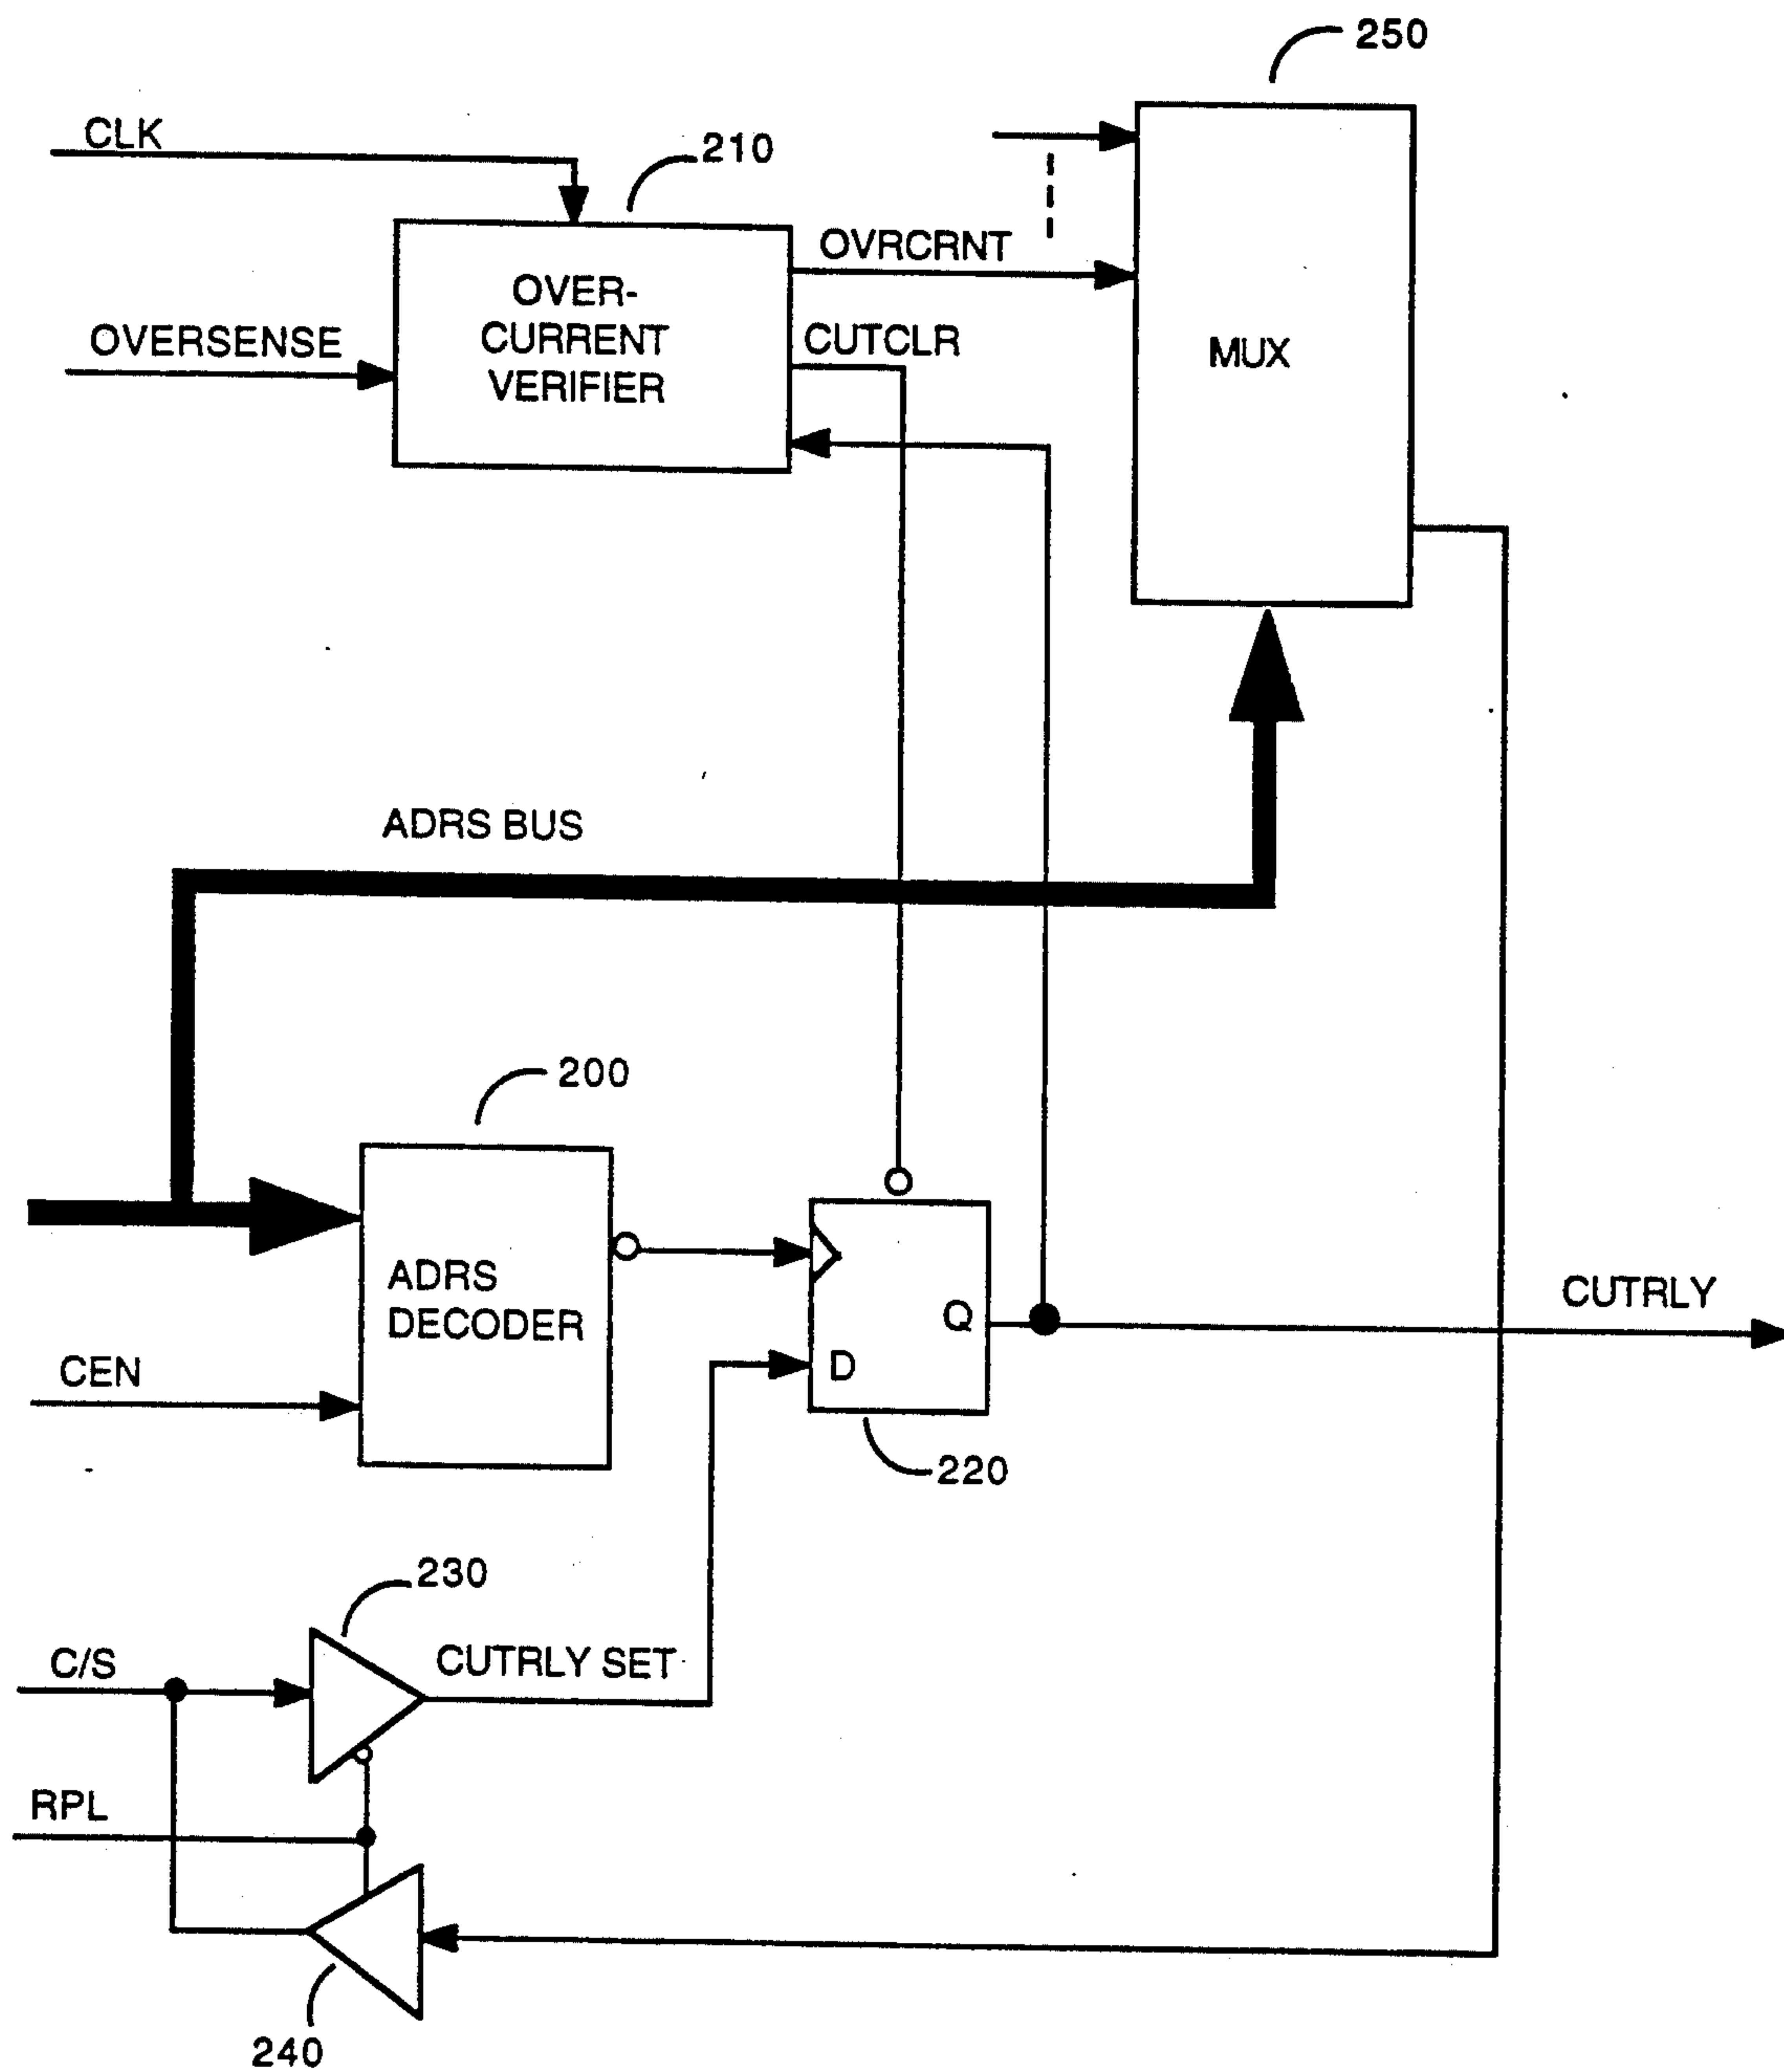 250
CLK
210
OVRCRNT
OVER-
CURRENT
VERIFIER
OVERSENSE
CUTCLR
MUX
ADRS BUS
200
ADRS
DECODER
CEN
Q
D
CUTRLY
220
230
C/S
CUTRLY SET
RPL
240